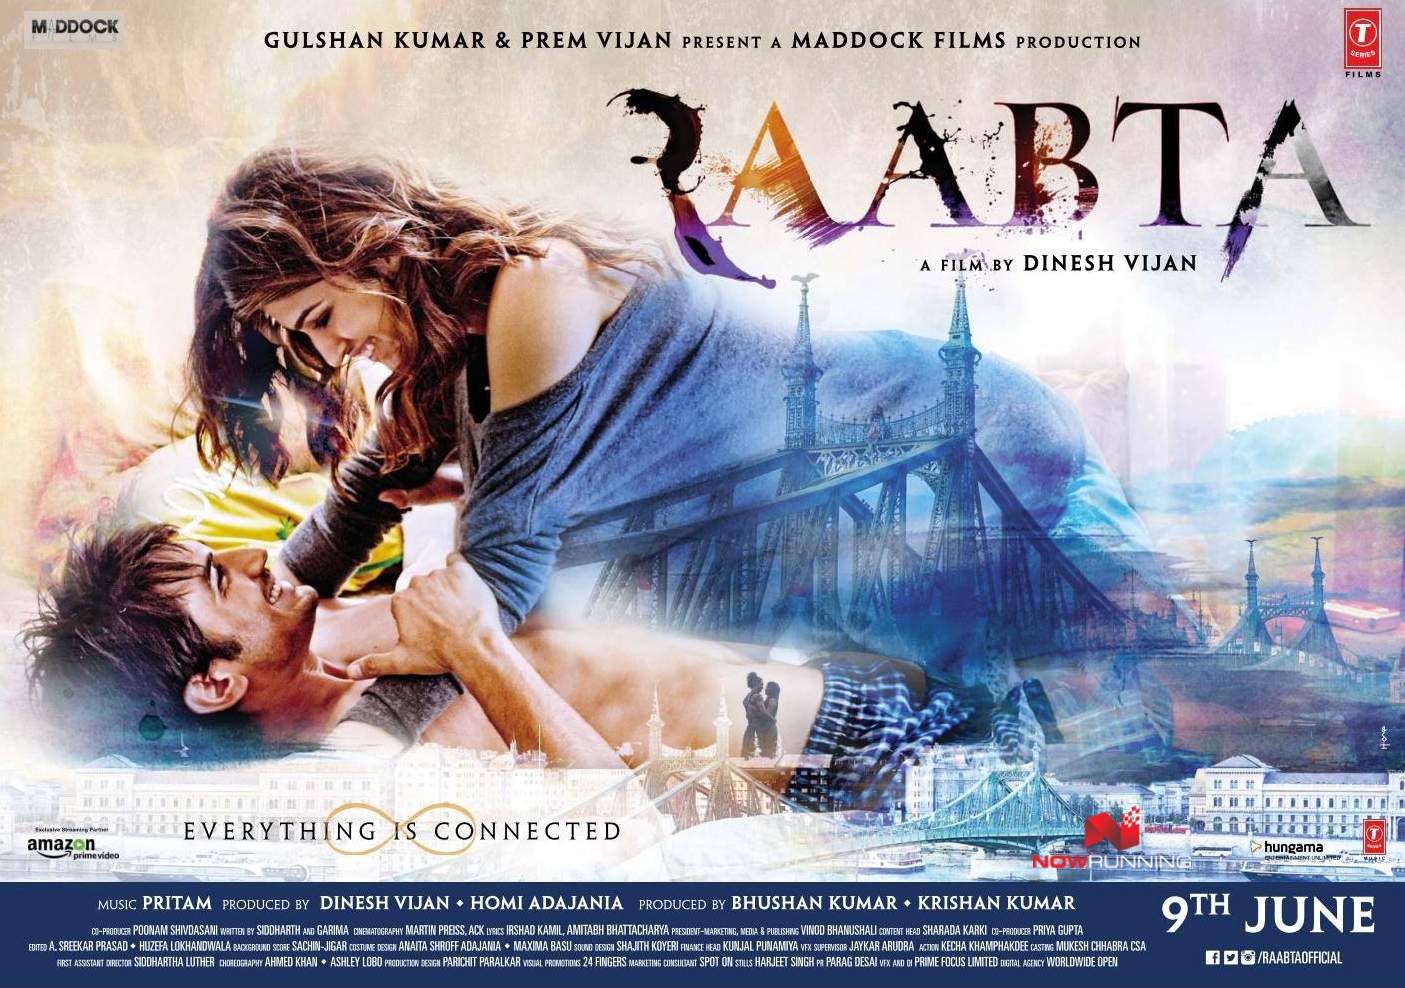 MADDOCK
GULSHAN KUMAR & PREM VIJAN PRESENT A MADDOCK FILMS PRODUCTION
T
SERIES
FILMS
RAABTA
A FILM BY DINESH VIJAN
EVERYTHING IS CONNECTED
Exclusive Streaming Partner
amazon
prime video
NOWRUNNING
hungama
ENTERTAINMENT UNLIMITED
T
MUSIC
MUSIC PRITAM PRODUCED BY DINESH VIJAN • HOMI ADAJANIA PRODUCED BY BHUSHAN KUMAR • KRISHAN KUMAR
CO-PRODUCER POONAM SHIVDASANI WRITTEN BY SIDDHARTH AND GARIMA CINEMATOGRAPHY MARTIN PREISS, ACK LYRICS IRSHAD KAMIL, AMITABH BHATTACHARYA PRESIDENT–MARKETING, MEDIA & PUBLISHING VINOD BHANUSHALI CONTENT HEAD SHARADA KARKI CO-PRODUCER PRIYA GUPTA
EDITED A. SREEKAR PRASAD • HUZEFA LOKHANDWALA BACKGROUND SCORE SACHIN-JIGAR COSTUME DESIGN ANAITA SHROFF ADAJANIA • MAXIMA BASU SOUND DESIGN SHAJITH KOYERI FINANCE HEAD KUNJAL PUNAMIYA VFX SUPERVISOR JAYKAR ARUDRA ACTION KECHA KHAMPHAKDEE CASTING MUKESH CHHABRA CSA
FIRST ASSISTANT DIRECTOR SIDDHARTHA LUTHER CHOREOGRAPHY AHMED KHAN • ASHLEY LOBO PRODUCTION DESIGN PARICHIT PARALKAR VISUAL PROMOTIONS 24 FINGERS MARKETING CONSULTANT SPOT ON STILLS HARJEET SINGH PR PARAG DESAI VFX AND DI PRIME FOCUS LIMITED DIGITAL AGENCY WORLDWIDE OPEN
9TH JUNE
/RAABTAOFFICIAL